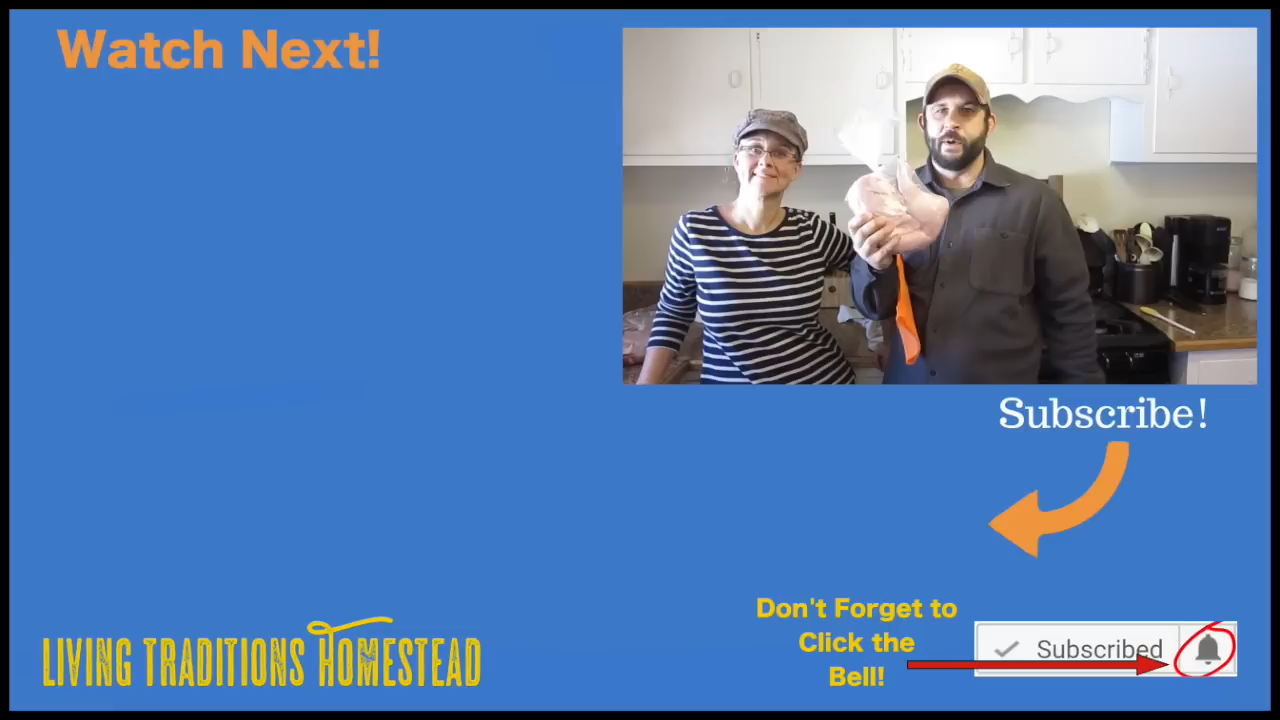 Watch Next!
Subscribe!
Don't Forget to
Click the
Bell!
Subscribed
LIVING TRADITIONS HOMESTEAD